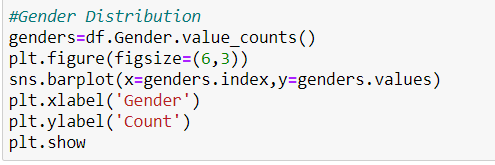 #Gender Distribution
genders=df.Gender.value_counts()
plt.figure(figsize=(6,3))
sns.barplot(x=genders.index,y=genders.values)
plt.xlabel('Gender')
plt.ylabel('Count')
plt.show